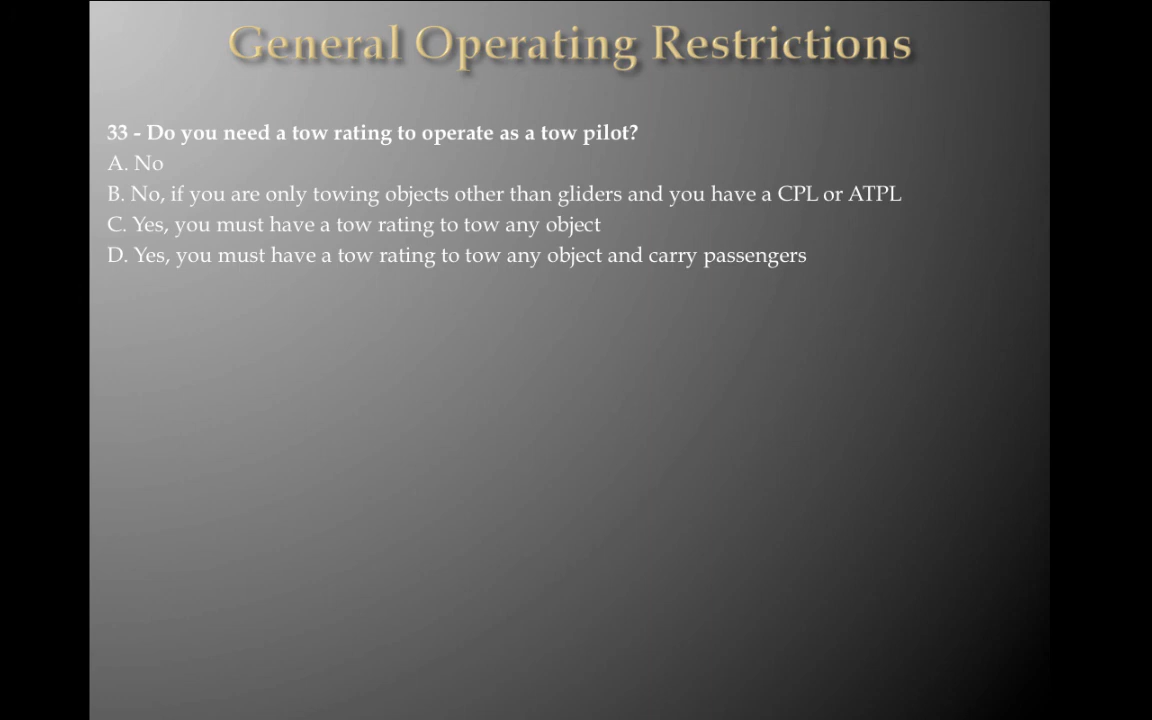 General Operating Restrictions
33 - Do you need a tow rating to operate as a tow pilot?
A. No
B. No, if you are only towing objects other than gliders and you have a CPL or ATPL
C. Yes, you must have a tow rating to tow any object
D. Yes, you must have a tow rating to tow any object and carry passengers